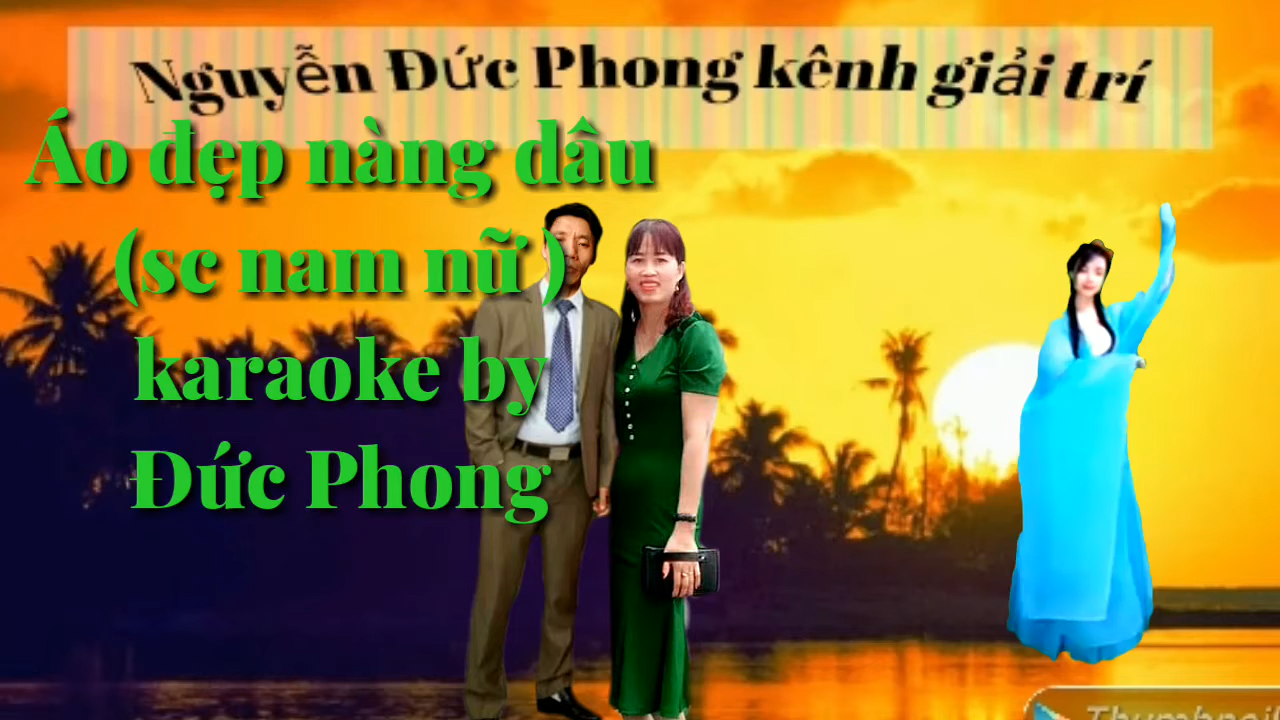 Nguyễn Đức Phong kênh giải trí
Áo đẹp nàng dâu
(sc nam nữ )
karaoke by
Đức Phong